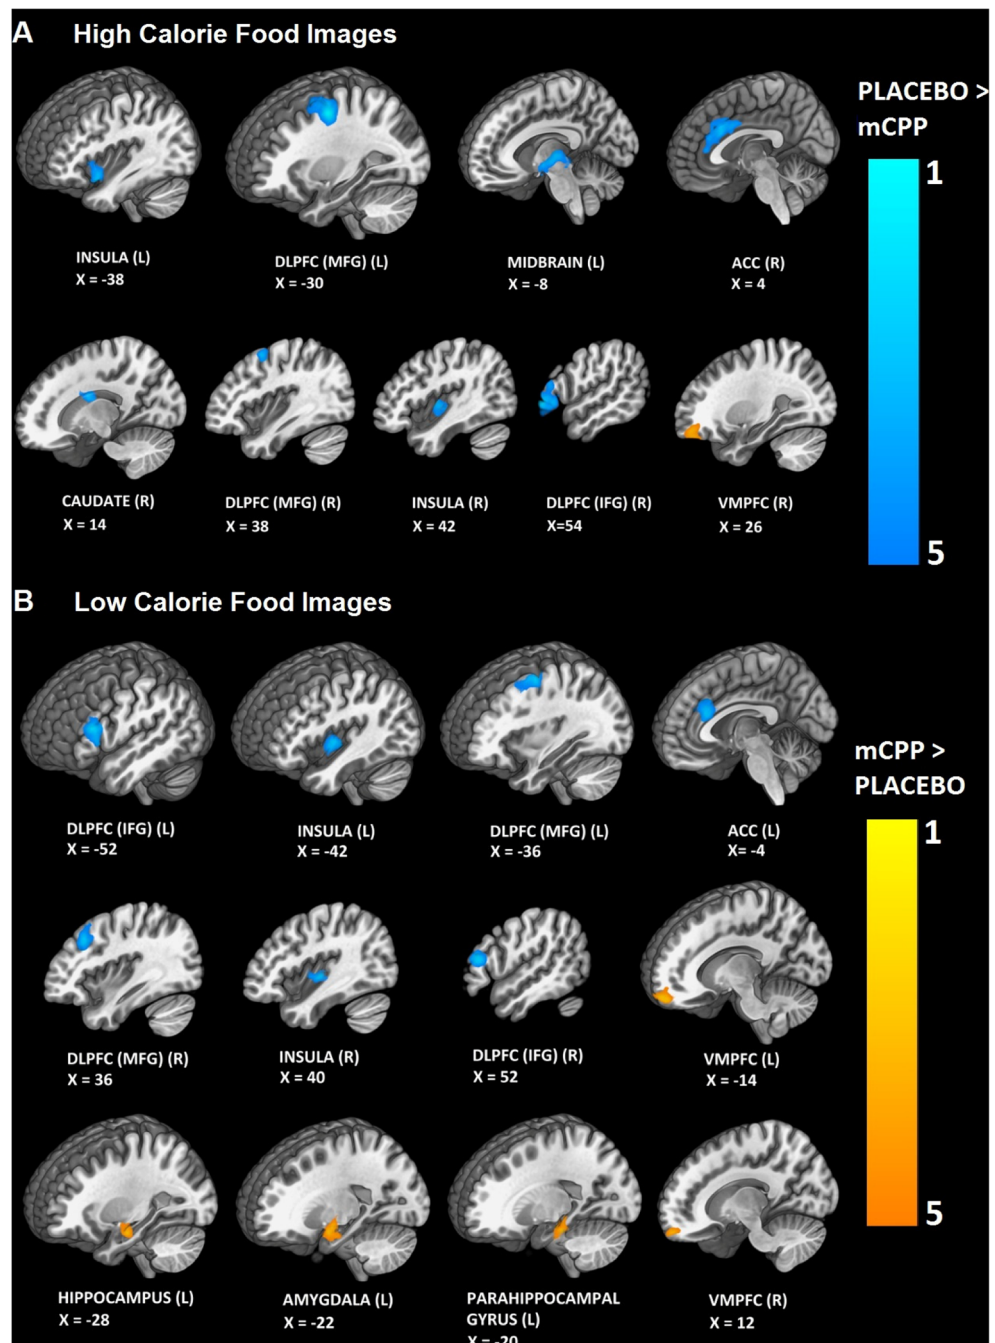 A High Calorie Food Images
PLACEBO >
mCPP
1
INSULA (L)
X = -38
DLPFC (MFG) (L)
X = -30
MIDBRAIN (L)
X = -8
ACC (R)
X = 4
CAUDATE (R)
X = 14
DLPFC (MFG) (R)
X = 38
INSULA (R)
X = 42
DLPFC (IFG) (R)
X=54
VMPFC (R)
X = 26
5
B Low Calorie Food Images
DLPFC (IFG) (L)
X = -52
INSULA (L)
X = -42
DLPFC (MFG) (L)
X = -36
ACC (L)
X= -4
mCPP >
PLACEBO
1
DLPFC (MFG) (R)
X = 36
INSULA (R)
X = 40
DLPFC (IFG) (R)
X = 52
VMPFC (L)
X = -14
5
HIPPOCAMPUS (L)
X = -28
AMYGDALA (L)
X = -22
PARAHIPPOCAMPAL
GYRUS (L)
X = -20
VMPFC (R)
X = 12